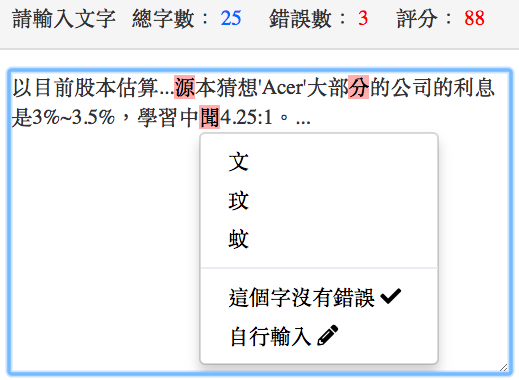 請輸入文字 總字數： 25 錯誤數： 3 評分： 88
以目前股本估算...源本猜想'Acer'大部分的公司的利息
是3%~3.5%，學習中聞4.25:1。...
文
玟
蚊
這個字沒有錯誤
自行輸入